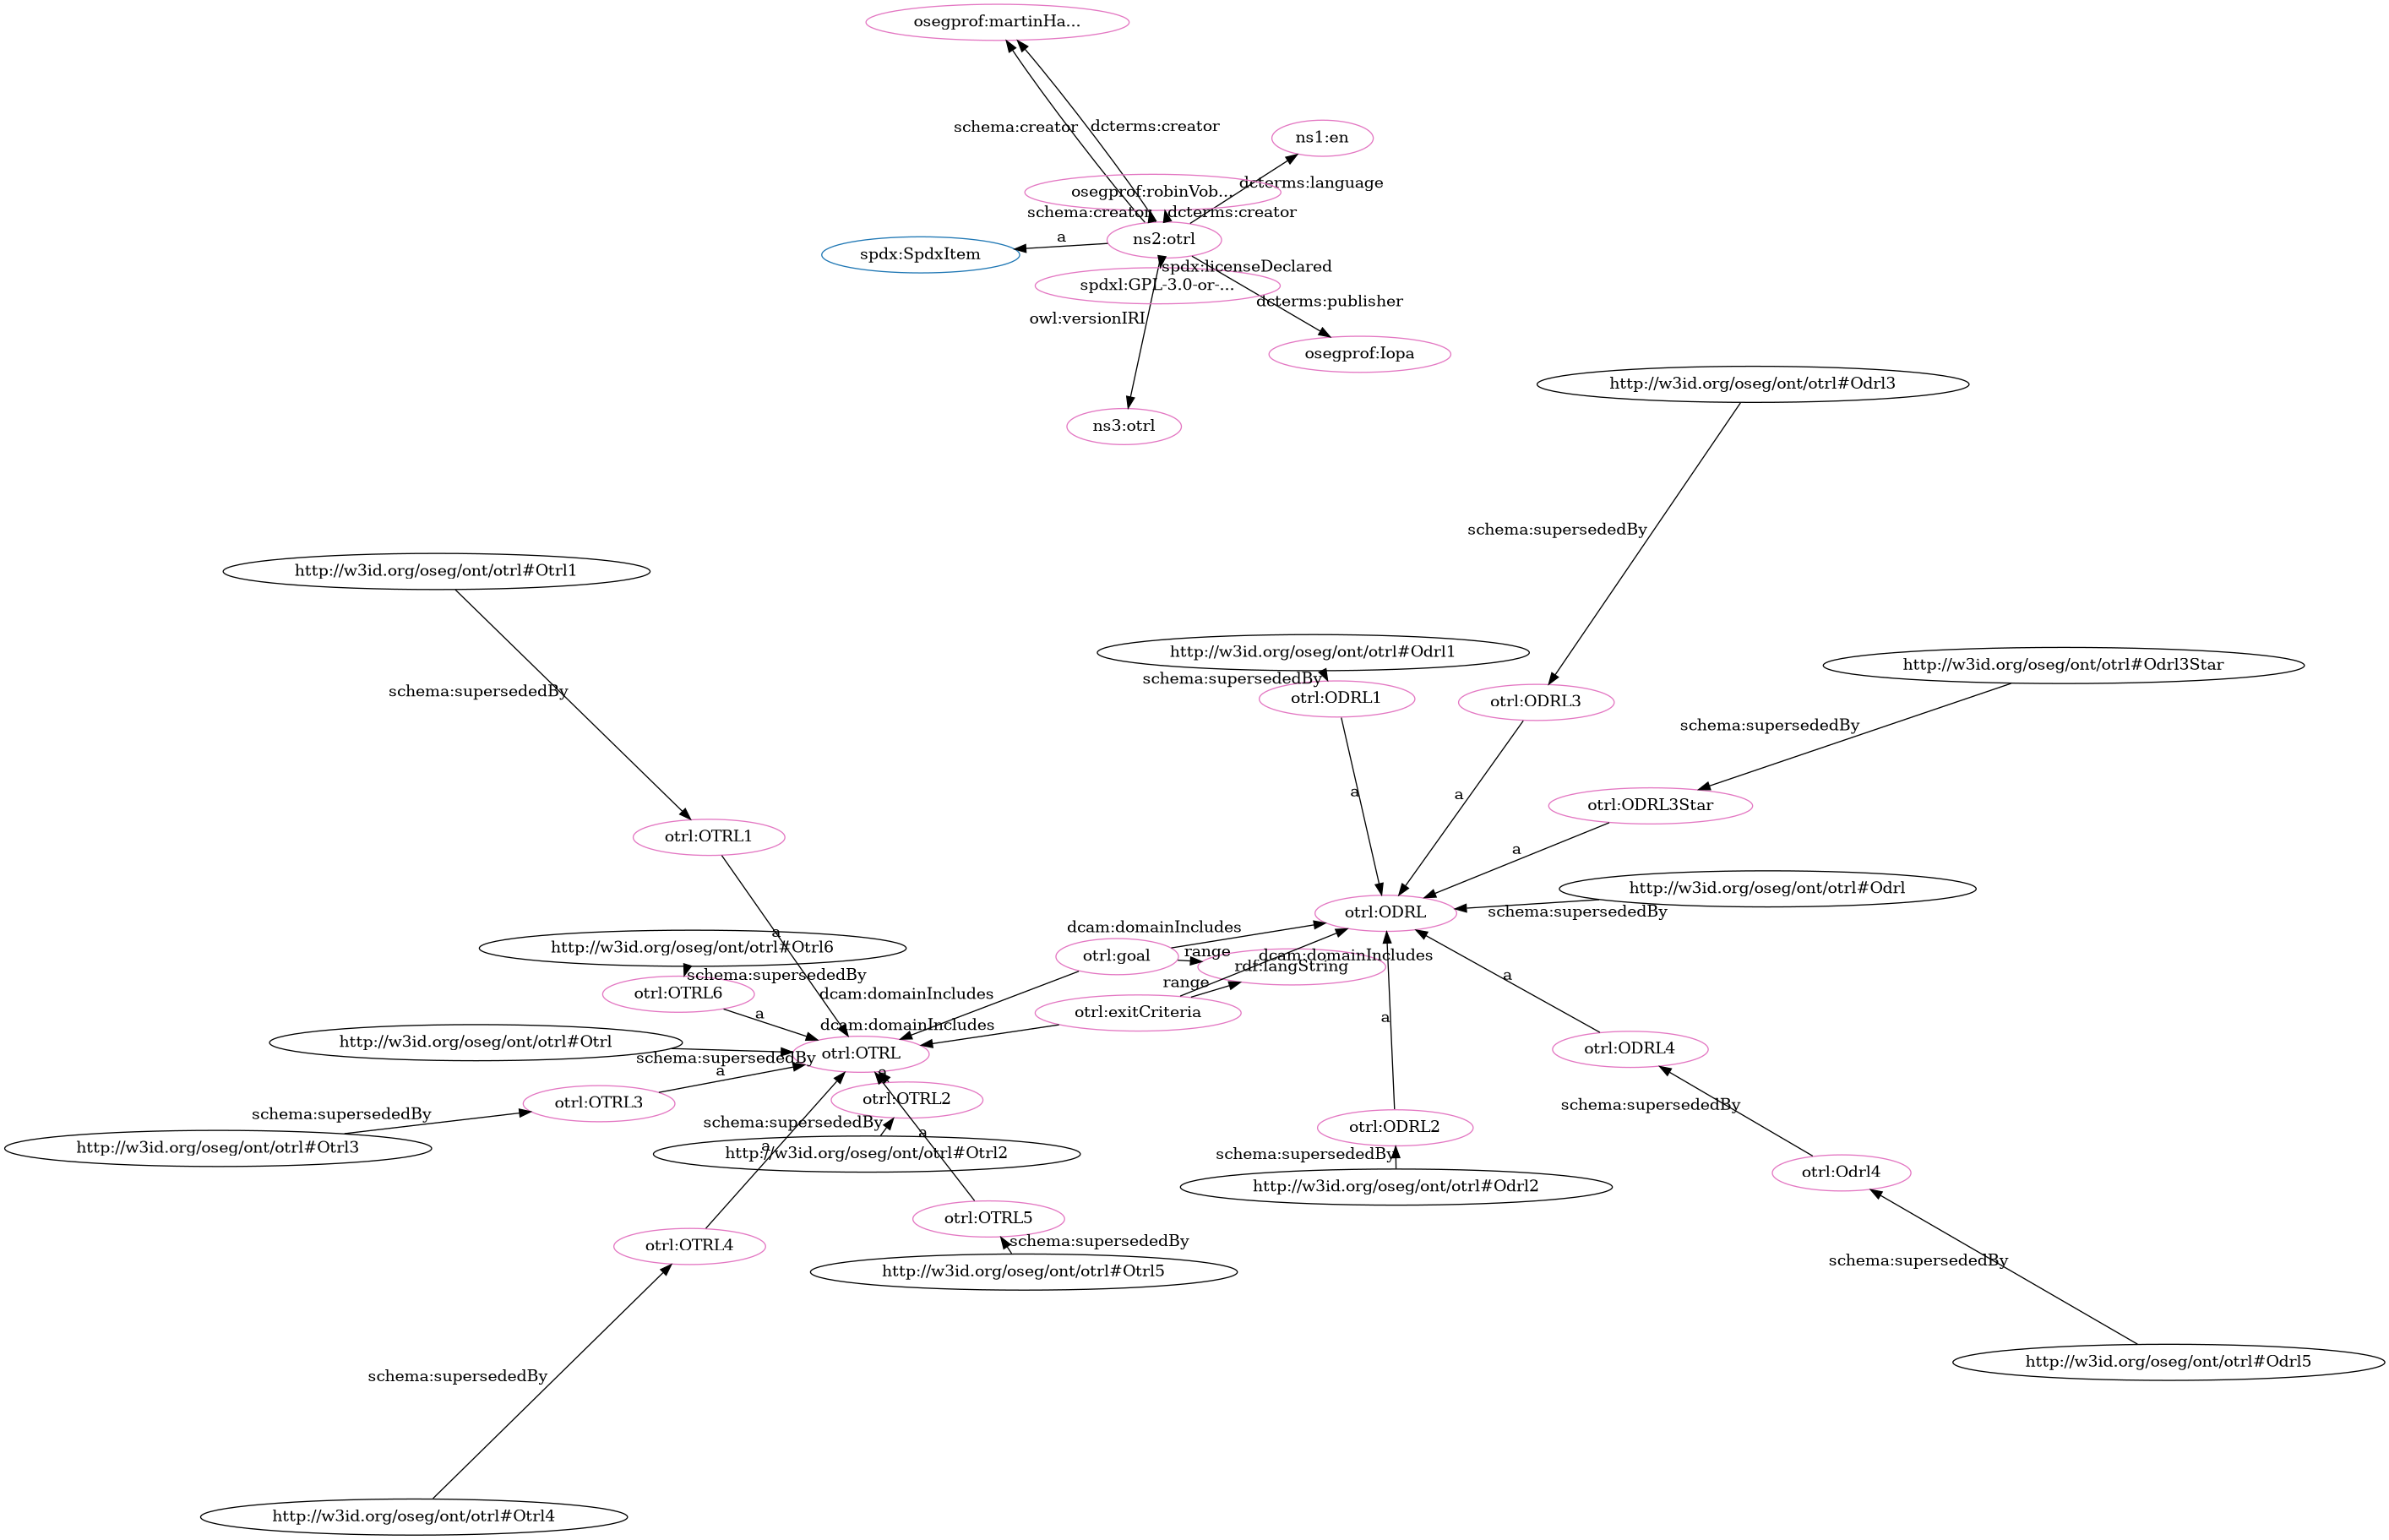 osegprof:martinHa...
schema:creator
dcterms:creator
ns1:en
dcterms:language
osegprof:robinVob...
schema:creator
dcterms:creator
ns2:otrl
a
spdx:SpdxItem
spdx:licenseDeclared
spdxl:GPL-3.0-or-...
dcterms:publisher
owl:versionIRI
osegprof:Iopa
http://w3id.org/oseg/ont/otrl#Odrl3
ns3:otrl
schema:supersededBy
http://w3id.org/oseg/ont/otrl#Otrl1
http://w3id.org/oseg/ont/otrl#Odrl1
http://w3id.org/oseg/ont/otrl#Odrl3Star
schema:supersededBy
schema:supersededBy
otrl:ODRL1
otrl:ODRL3
schema:supersededBy
a
a
otrl:ODRL3Star
otrl:OTRL1
a
http://w3id.org/oseg/ont/otrl#Odrl
otrl:ODRL
schema:supersededBy
dcam:domainIncludes
a
http://w3id.org/oseg/ont/otrl#Otrl6
otrl:goal
range
dcam:domainIncludes
rdf:langString
schema:supersededBy
a
range
otrl:OTRL6
dcam:domainIncludes
a
otrl:exitCriteria
a
dcam:domainIncludes
http://w3id.org/oseg/ont/otrl#Otrl
otrl:OTRL
otrl:ODRL4
schema:supersededBy
a
a
otrl:OTRL3
otrl:OTRL2
schema:supersededBy
schema:supersededBy
schema:supersededBy
otrl:ODRL2
a
a
http://w3id.org/oseg/ont/otrl#Otrl3
http://w3id.org/oseg/ont/otrl#Otrl2
schema:supersededBy
otrl:Odrl4
http://w3id.org/oseg/ont/otrl#Odrl2
otrl:OTRL5
schema:supersededBy
otrl:OTRL4
schema:supersededBy
http://w3id.org/oseg/ont/otrl#Otrl5
http://w3id.org/oseg/ont/otrl#Odrl5
schema:supersededBy
http://w3id.org/oseg/ont/otrl#Otrl4